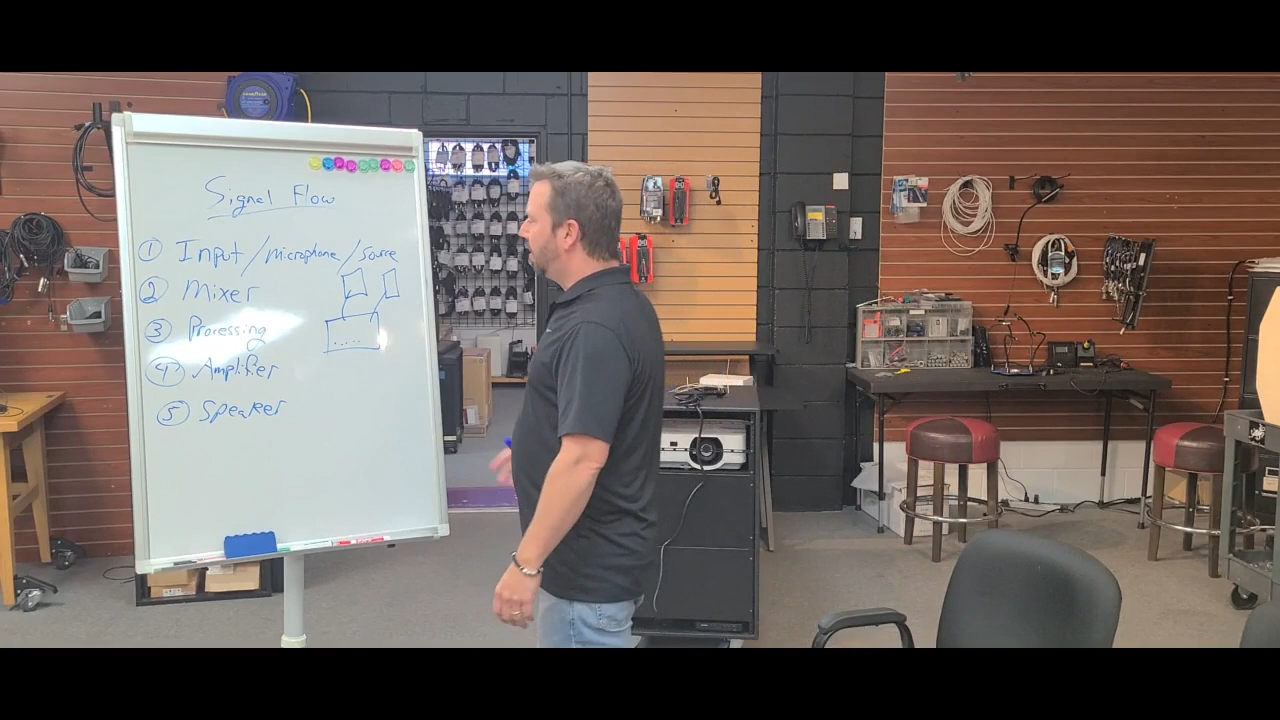 Signal Flow
① Input/microphone/source
② Mixer
③ Processing
④ Amplifier
⑤ Speaker